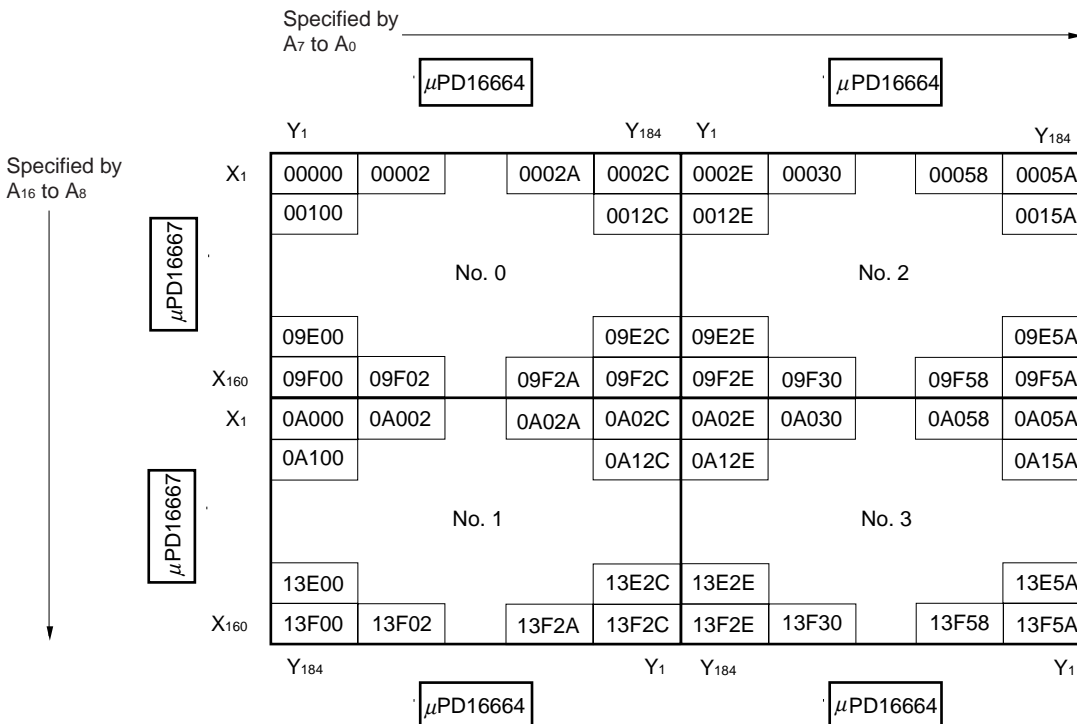 Specified by
A7 to A0
μPD16664 μPD16664
Y1 Y184 Y1 Y184
Specified by
A16 to A8
X1 00000 00002 0002A 0002C 0002E 00030 00058 0005A
00100 0012C 0012E 0015A
μPD16667
No. 0 No. 2
09E00 09E2C 09E2E 09E5A
X160 09F00 09F02 09F2A 09F2C 09F2E 09F30 09F58 09F5A
X1 0A000 0A002 0A02A 0A02C 0A02E 0A030 0A058 0A05A
0A100 0A12C 0A12E 0A15A
μPD16667
No. 1 No. 3
13E00 13E2C 13E2E 13E5A
X160 13F00 13F02 13F2A 13F2C 13F2E 13F30 13F58 13F5A
Y184 Y1 Y184 Y1
μPD16664 μPD16664